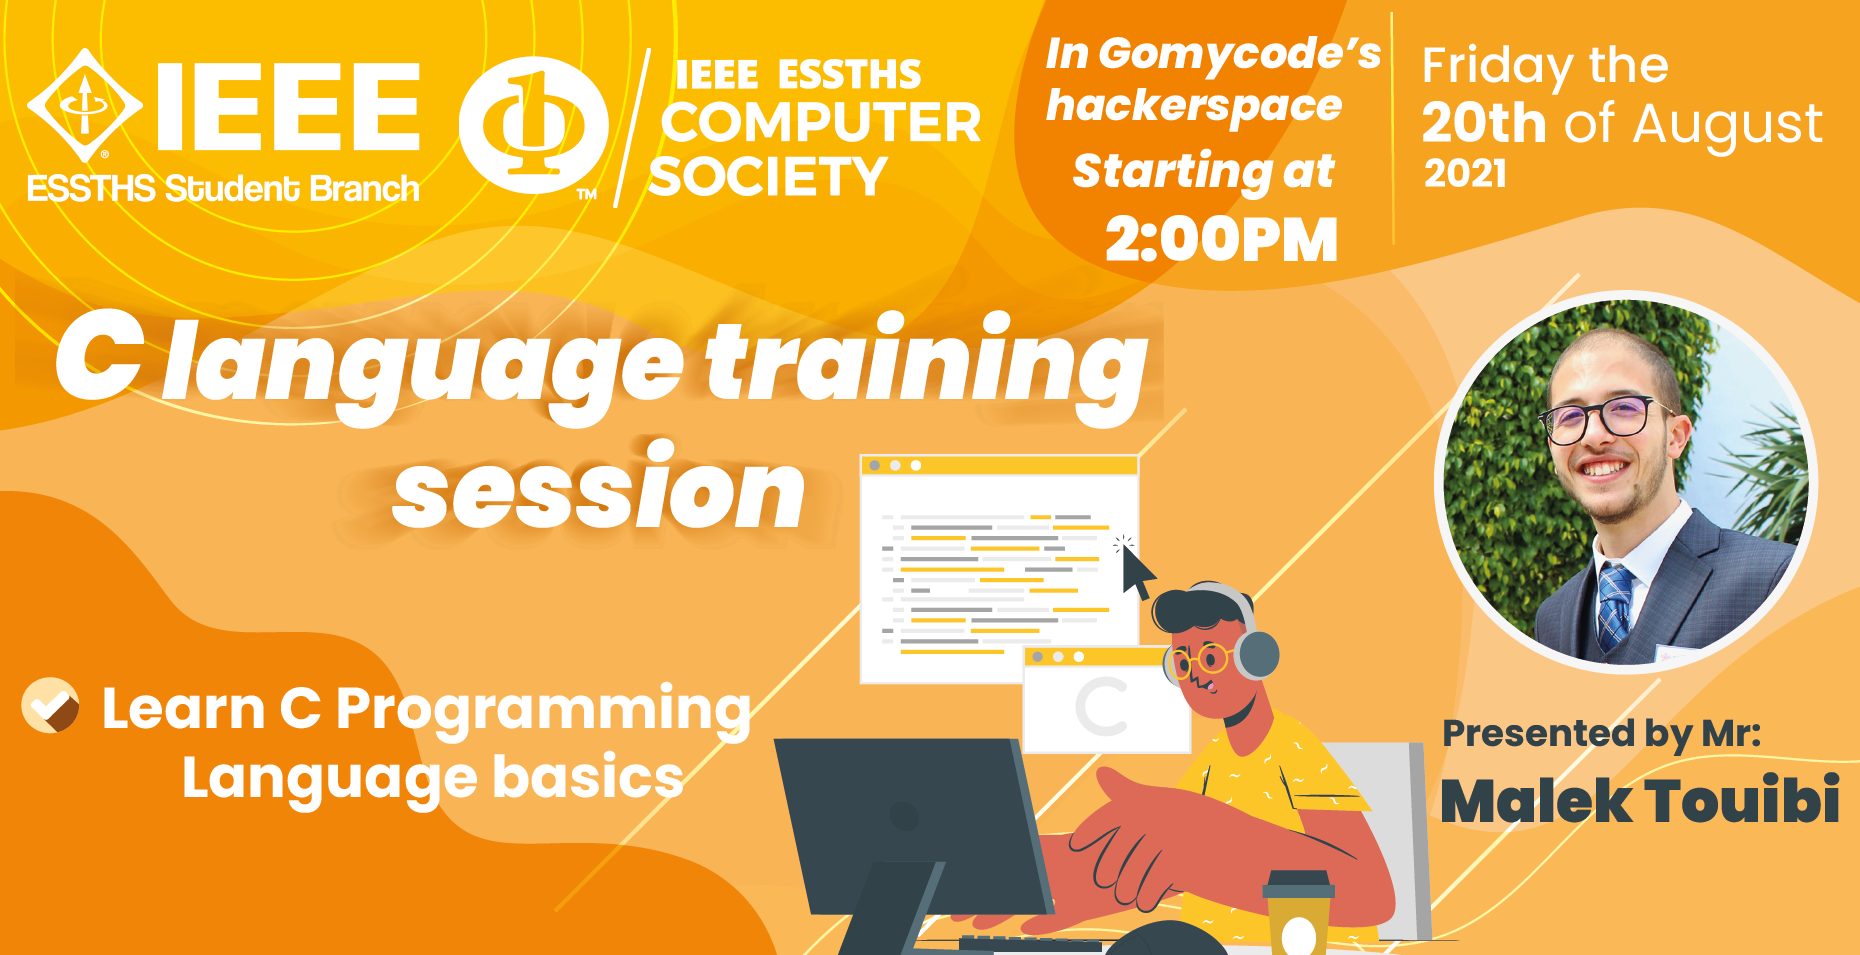 IEEE
®
ESSTHS Student Branch
TM
IEEE ESSTHS
COMPUTER
SOCIETY
In Gomycode's
hackerspace
Starting at
2:00PM
Friday the
20th of August
2021
C language training
session
Learn C Programming
Language basics
C
Presented by Mr:
Malek Touibi